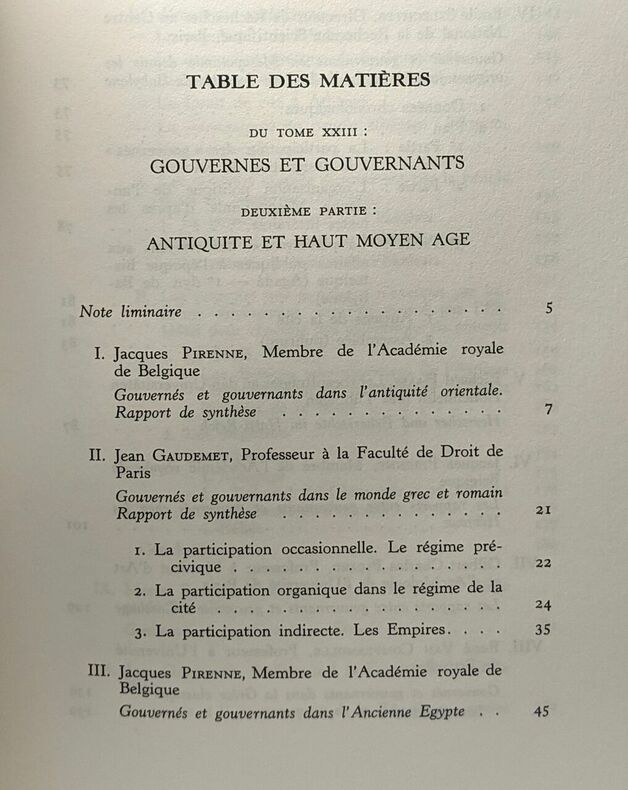 TABLE DES MATIÈRES
DU TOME XXIII :
GOUVERNES ET GOUVERNANTS
DEUXIÈME PARTIE :
ANTIQUITE ET HAUT MOYEN AGE
Note liminaire . . . . . . . . . . . . . . . . . . . 5
I. Jacques PIRENNE, Membre de l'Académie royale
de Belgique
Gouvernés et gouvernants dans l'antiquité orientale.
Rapport de synthèse . . . . . . . . . . . . . . 7
II. Jean GAUDEMET, Professeur à la Faculté de Droit de
Paris
Gouvernés et gouvernants dans le monde grec et romain
Rapport de synthèse . . . . . . . . . . . . . . 21
1. La participation occasionnelle. Le régime pré-
civique . . . . . . . . . . . . . . . . . 22
2. La participation organique dans le régime de la
cité . . . . . . . . . . . . . . . . . . 24
3. La participation indirecte. Les Empires. . . . 35
III. Jacques PIRENNE, Membre de l'Académie royale de
Belgique
Gouvernés et gouvernants dans l'Ancienne Egypte . . 45